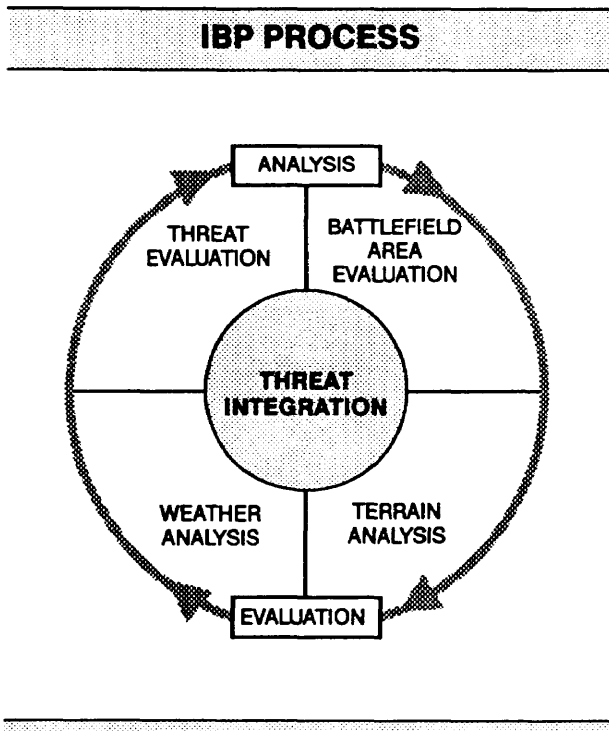 IBP PROCESS
ANALYSIS
THREAT
EVALUATION
BATTLEFIELD
AREA
EVALUATION
THREAT
INTEGRATION
WEATHER
ANALYSIS
TERRAIN
ANALYSIS
EVALUATION